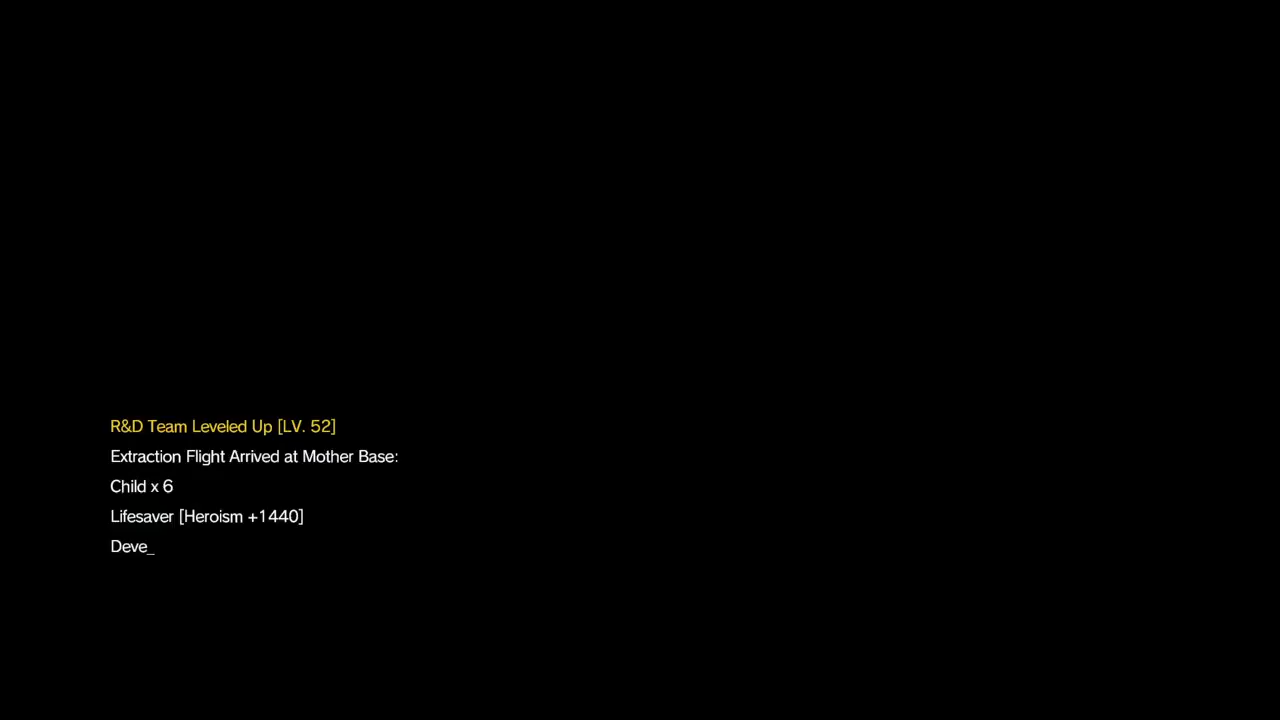 R&D Team Leveled Up [LV. 52]
Extraction Flight Arrived at Mother Base:
Child x 6
Lifesaver [Heroism +1440]
Deve_